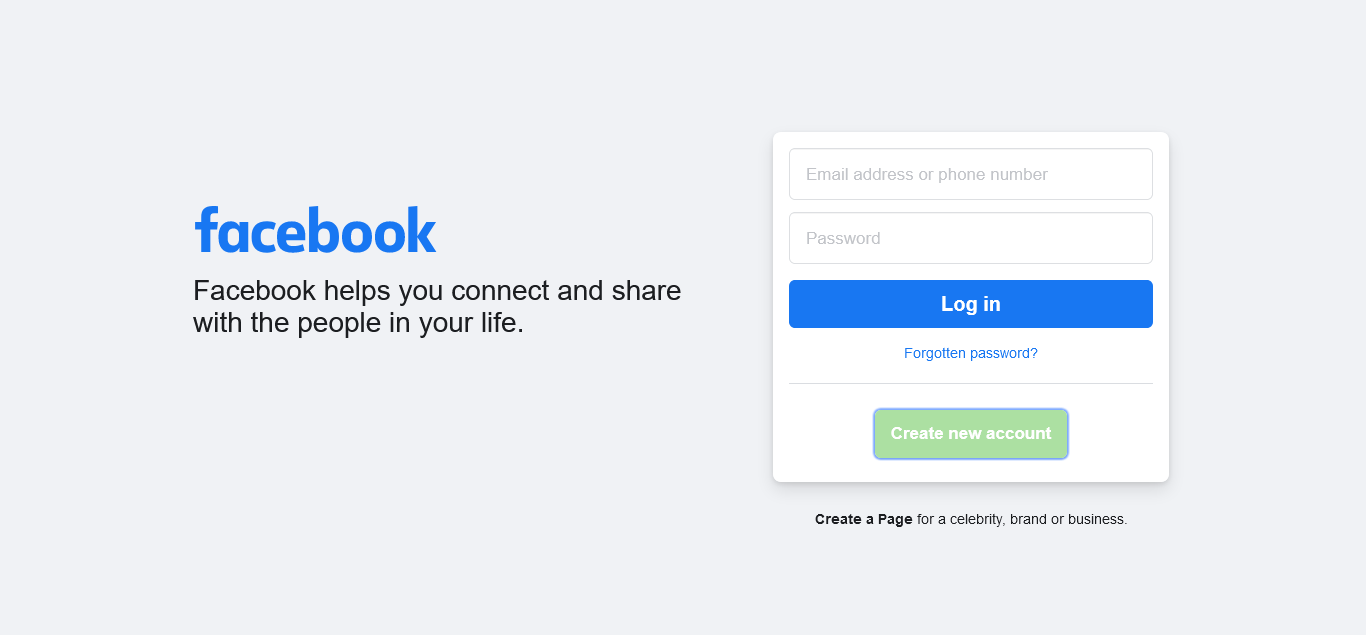 facebook
Facebook helps you connect and share
with the people in your life.
Email address or phone number
Password
Log in
Forgotten password?
Create new account
Create a Page for a celebrity, brand or business.